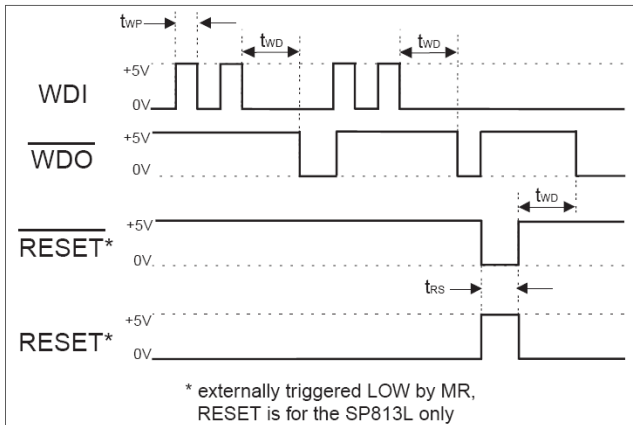 tWP
tWD
tWD
WDI
+5V
0V
WDO
+5V
0V
tWD
RESET*
+5V
0V
tRS
RESET*
+5V
0V
* externally triggered LOW by MR,
RESET is for the SP813L only